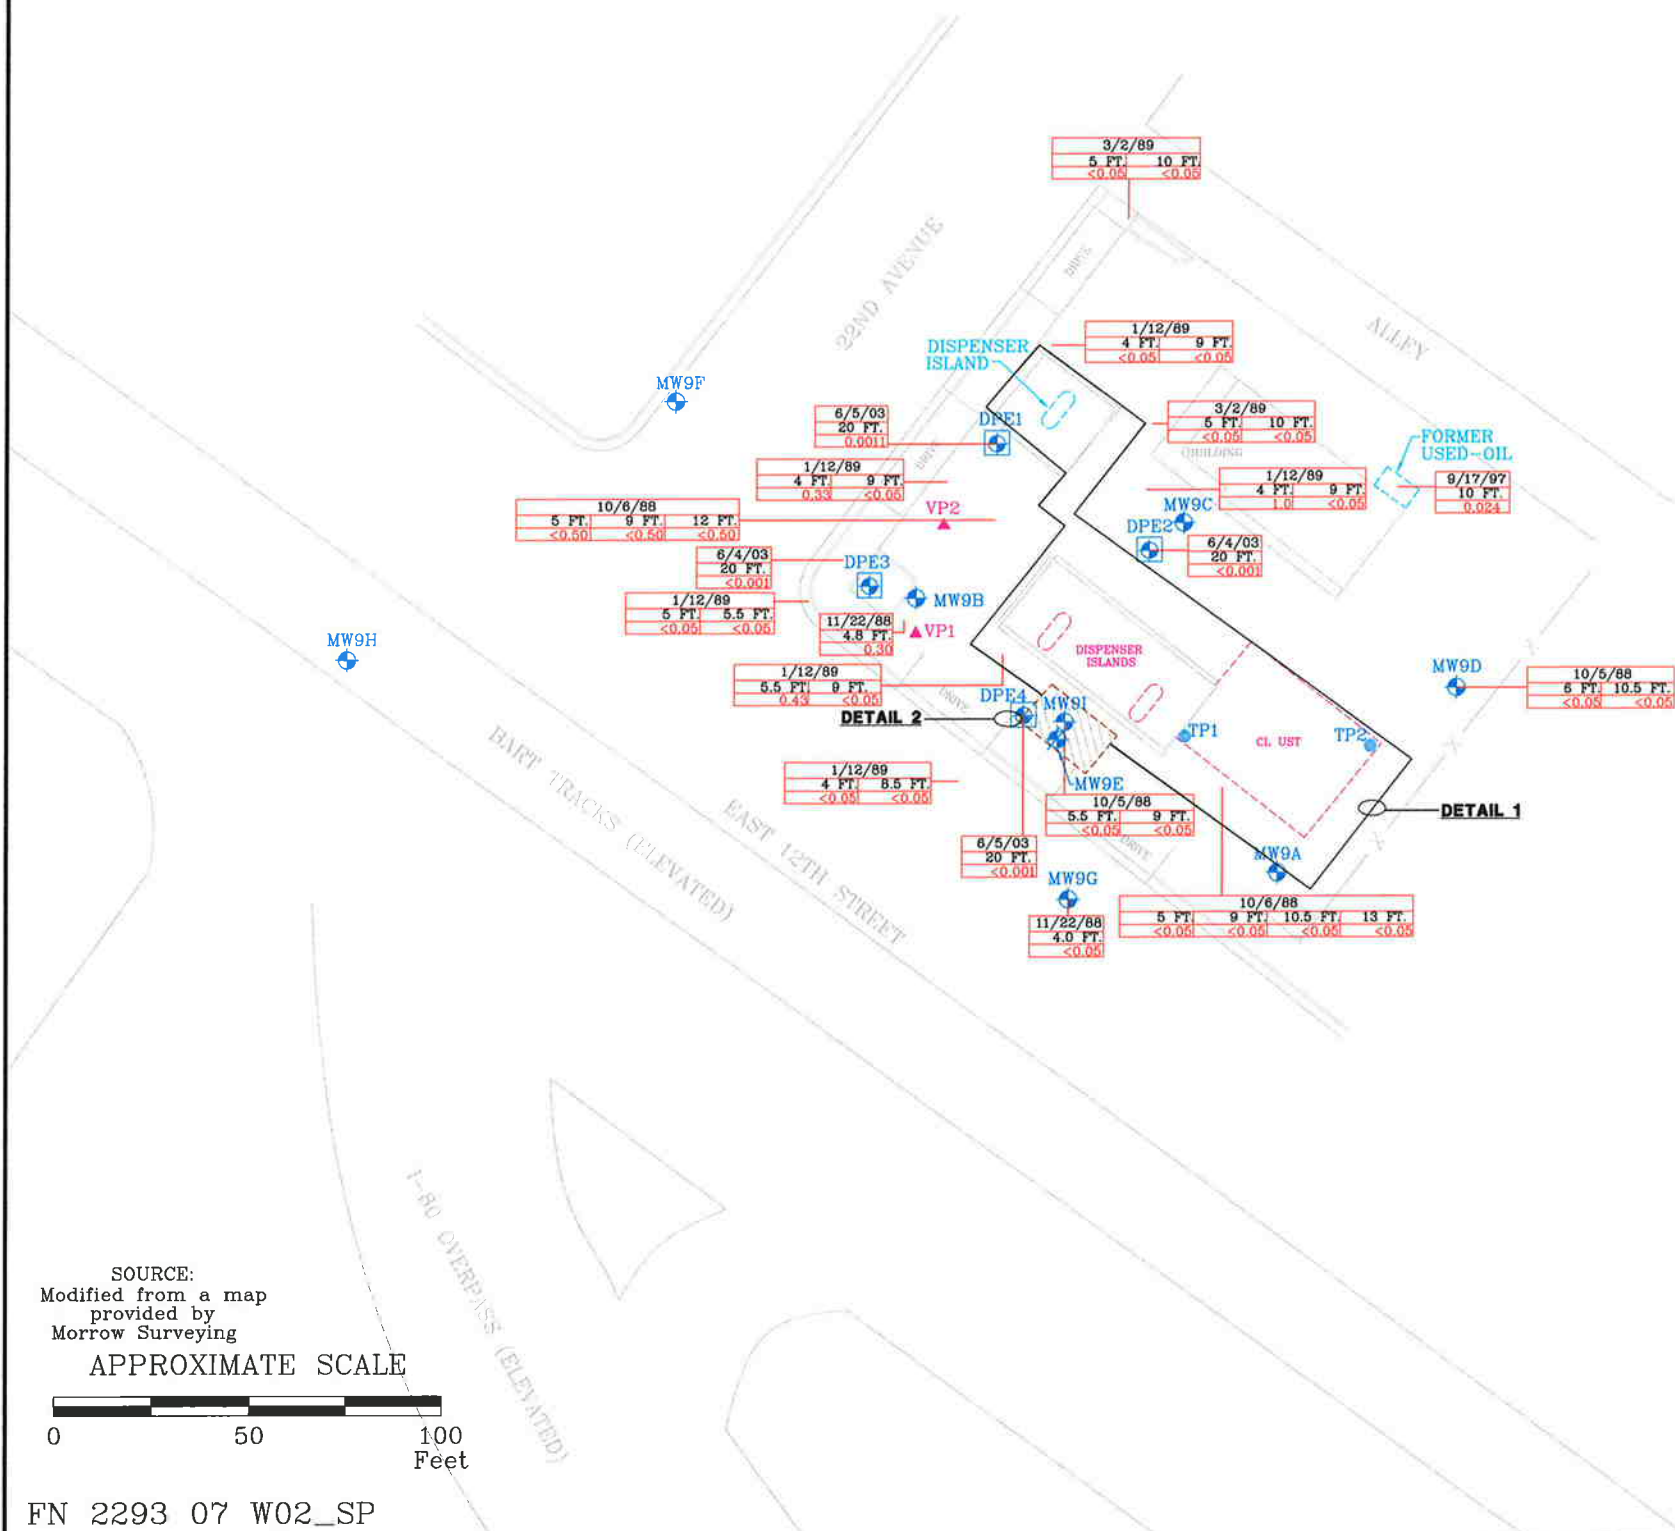 3/2/89
5 FT. 10 FT.
<0.05 <0.05
22ND AVENUE
DRIVE
ALLEY
1/12/89
4 FT. 9 FT.
<0.05 <0.05
DISPENSER
ISLAND
MW9F
6/5/03
20 FT.
0.0011
DPE1
3/2/89
5 FT. 10 FT.
<0.05 <0.05
FORMER
USED-OIL
DRIVE
1/12/89
4 FT. 9 FT.
0.33 <0.05
1/12/89
4 FT. 9 FT.
1.0 <0.05
9/17/97
10 FT.
0.024
10/6/88
5 FT. 9 FT. 12 FT.
<0.50 <0.50 <0.50
VP2
MW9C
DPE2
6/4/03
20 FT.
<0.001
6/4/03
20 FT.
<0.001
DPE3
MW9B
1/12/89
5 FT. 5.5 FT.
<0.05 <0.05
11/22/88
4.8 FT.
0.30
VP1
MW9H
DISPENSER
ISLANDS
1/12/89
5.5 FT. 9 FT.
0.43 <0.05
MW9D
10/5/88
6 FT. 10.5 FT.
<0.05 <0.05
DRIVE
DPE4
MW9I
DETAIL 2
TP1
CL UST
TP2
BART TRACKS (ELEVATED)
EAST 12TH STREET
1/12/89
4 FT. 8.5 FT.
<0.05 <0.05
MW9E
10/5/88
5.5 FT. 9 FT.
<0.05 <0.05
DETAIL 1
DRIVE
6/5/03
20 FT.
<0.001
MW9A
MW9G
11/22/88
4.0 FT.
<0.05
10/6/88
5 FT. 9 FT. 10.5 FT. 13 FT.
<0.05 <0.05 <0.05 <0.05
I-80 OVERPASS (ELEVATED)
SOURCE:
Modified from a map
provided by
Morrow Surveying
APPROXIMATE SCALE
0 50 100
Feet
FN 2293 07 W02_SP